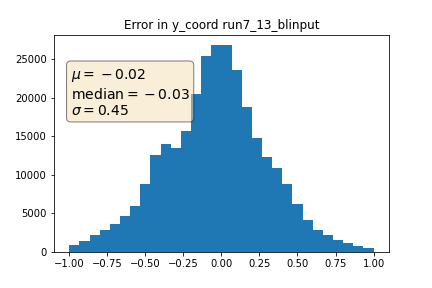 Error in y_coord run7_13_blinput
25000
20000
15000
10000
5000
0
μ = −0.02
median = −0.03
σ = 0.45
−1.00 −0.75 −0.50 −0.25 0.00 0.25 0.50 0.75 1.00